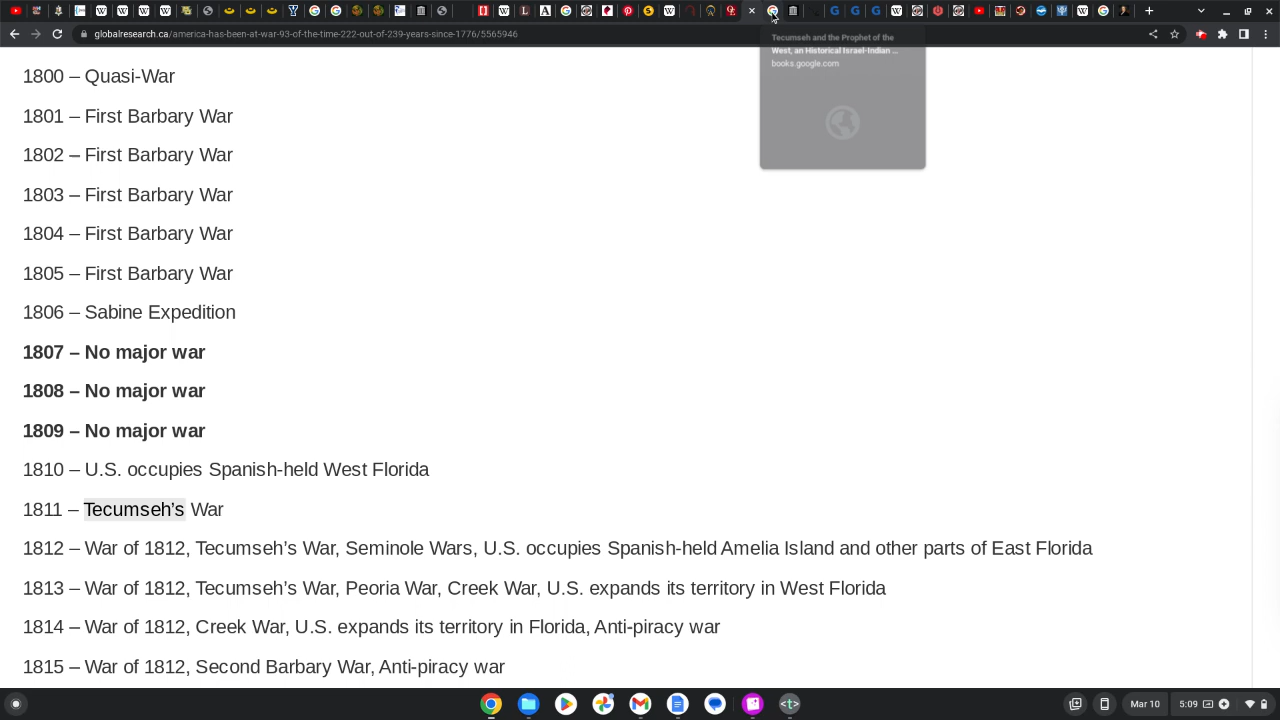 globalresearch.ca/america-has-been-at-war-93-of-the-time-222-out-of-239-years-since-1776/5565946
Tecumseh and the Prophet of the
West, an Historical Israel-Indian ...
books.google.com
1800 – Quasi-War
1801 – First Barbary War
1802 – First Barbary War
1803 – First Barbary War
1804 – First Barbary War
1805 – First Barbary War
1806 – Sabine Expedition
1807 – No major war
1808 – No major war
1809 – No major war
1810 – U.S. occupies Spanish-held West Florida
1811 – Tecumseh’s War
1812 – War of 1812, Tecumseh’s War, Seminole Wars, U.S. occupies Spanish-held Amelia Island and other parts of East Florida
1813 – War of 1812, Tecumseh’s War, Peoria War, Creek War, U.S. expands its territory in West Florida
1814 – War of 1812, Creek War, U.S. expands its territory in Florida, Anti-piracy war
1815 – War of 1812, Second Barbary War, Anti-piracy war
Mar 10 5:09